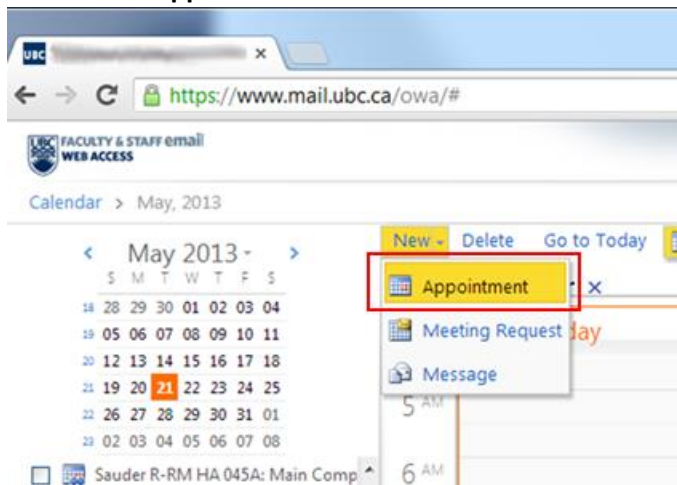 UBC
https://www.mail.ubc.ca/owa/#
UBC FACULTY & STAFF email
WEB ACCESS
Calendar > May, 2013
May 2013
S M T W T F S
18 28 29 30 01 02 03 04
19 05 06 07 08 09 10 11
20 12 13 14 15 16 17 18
21 19 20 21 22 23 24 25
22 26 27 28 29 30 31 01
23 02 03 04 05 06 07 08
Sauder R-RM HA 045A: Main Comp
New Delete Go to Today
Appointment
Meeting Request
Message
5 AM
6 AM